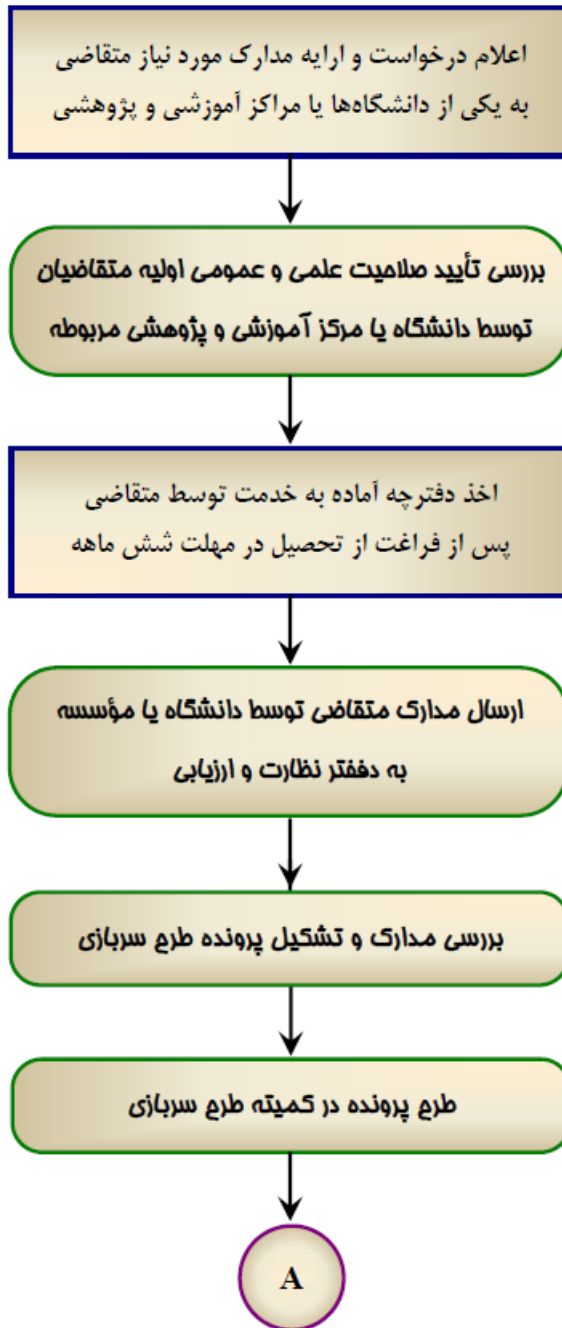 اعلام درخواست و ارایه مدارک مورد نیاز متقاضی
به یکی از دانشگاه‌ها یا مراکز آموزشی و پژوهشی
بررسی تأیید صلاحیت علمی و عمومی اولیه متقاضیان
توسط دانشگاه یا مرکز آموزشی و پژوهشی مربوطه
اخذ دفترچه آماده به خدمت توسط متقاضی
پس از فراغت از تحصیل در مهلت شش ماهه
ارسال مدارک متقاضی توسط دانشگاه یا مؤسسه
به دففتر نظارت و ارزیابی
بررسی مدارک و تشکیل پرونده طرح سربازی
طرح پرونده در کمیته طرح سربازی
A